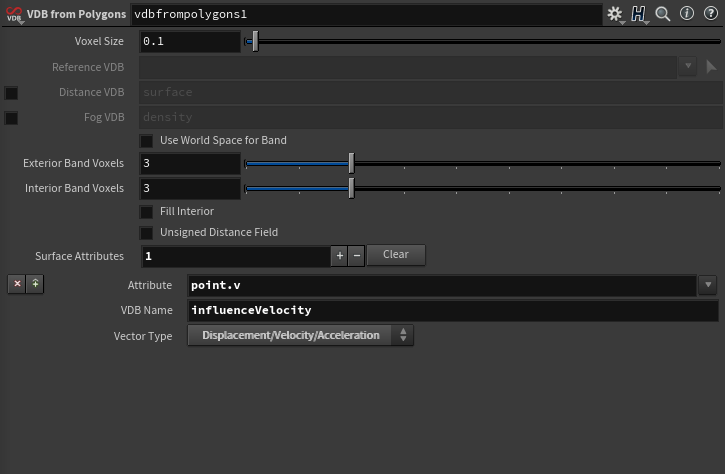 VDB VDB from Polygons vdbfrompolygons1
Voxel Size 0.1
Reference VDB
Distance VDB surface
Fog VDB density
Use World Space for Band
Exterior Band Voxels 3
Interior Band Voxels 3
Fill Interior
Unsigned Distance Field
Surface Attributes 1 + − Clear
Attribute point.v
VDB Name influenceVelocity
Vector Type Displacement/Velocity/Acceleration